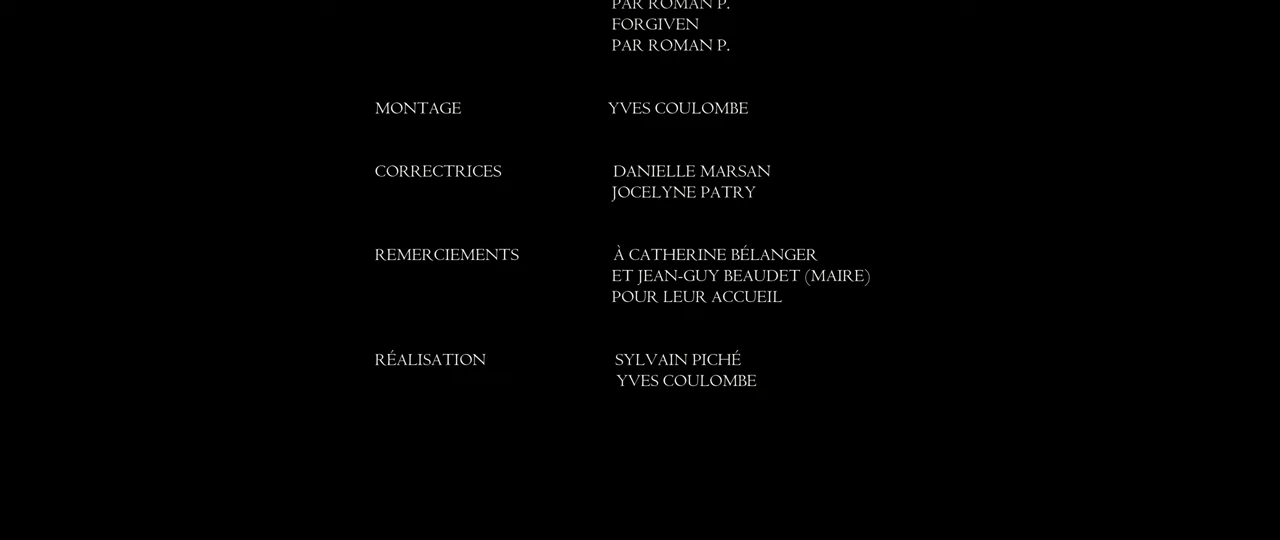 PAR ROMAN P.
FORGIVEN
PAR ROMAN P.
MONTAGE YVES COULOMBE
CORRECTRICES DANIELLE MARSAN
JOCELYNE PATRY
REMERCIEMENTS À CATHERINE BÉLANGER
ET JEAN-GUY BEAUDET (MAIRE)
POUR LEUR ACCUEIL
RÉALISATION SYLVAIN PICHÉ
YVES COULOMBE